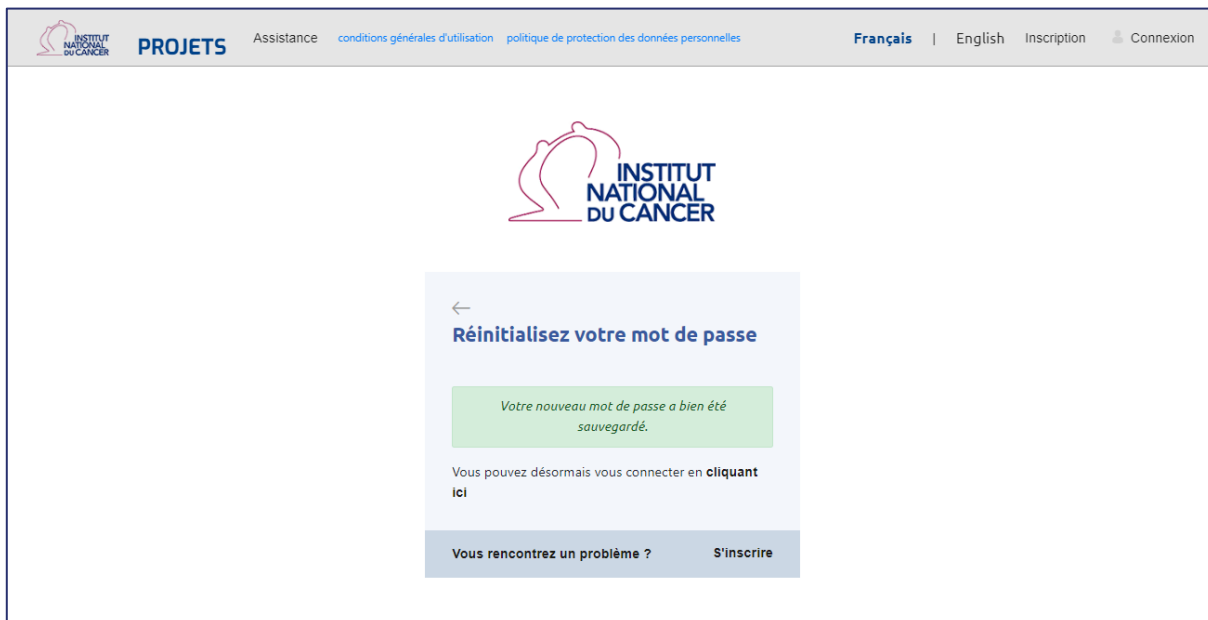 INSTITUT
NATIONAL
DU CANCER
PROJETS
Assistance
conditions générales d'utilisation
politique de protection des données personnelles
Français | English
Inscription
Connexion
INSTITUT
NATIONAL
DU CANCER
Réinitialisez votre mot de passe
Votre nouveau mot de passe a bien été
sauvegardé.
Vous pouvez désormais vous connecter en cliquant
ici
Vous rencontrez un problème ?
S'inscrire